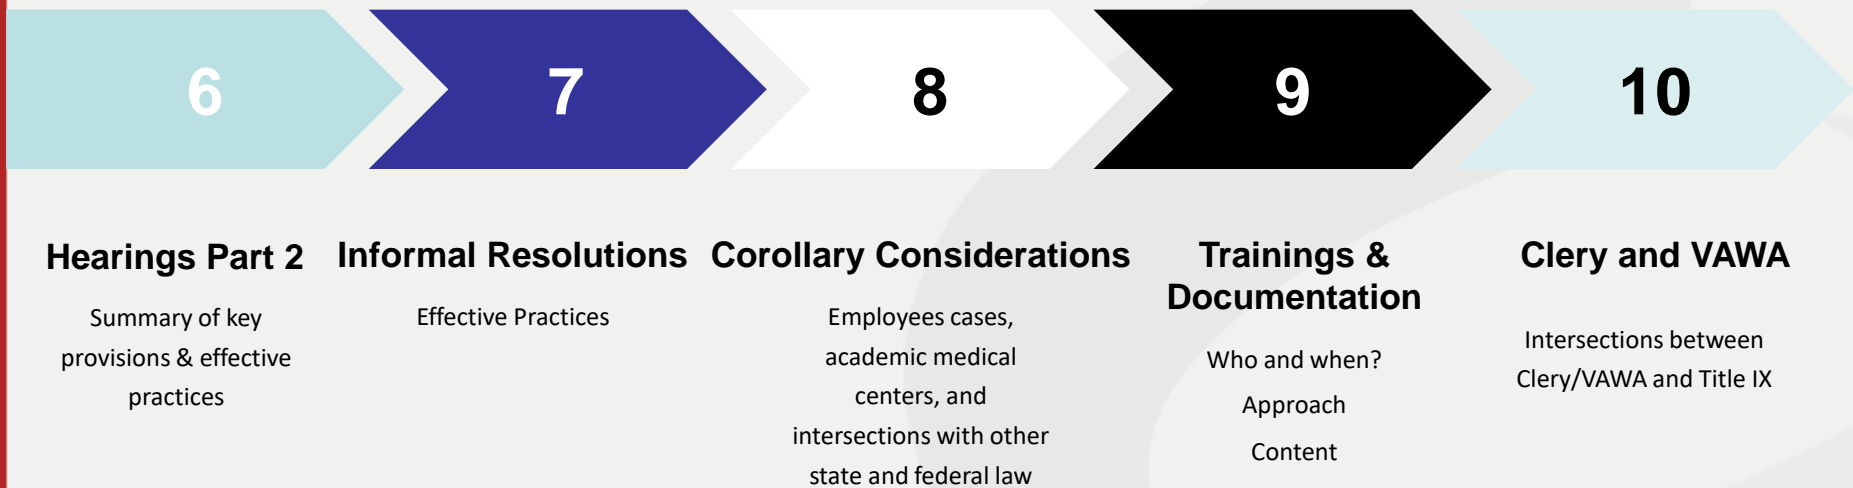 6
7
8
9
10
Hearings Part 2
Summary of key
provisions & effective
practices
Informal Resolutions
Effective Practices
Corollary Considerations
Employees cases,
academic medical
centers, and
intersections with other
state and federal law
Trainings &
Documentation
Who and when?
Approach
Content
Clery and VAWA
Intersections between
Clery/VAWA and Title IX